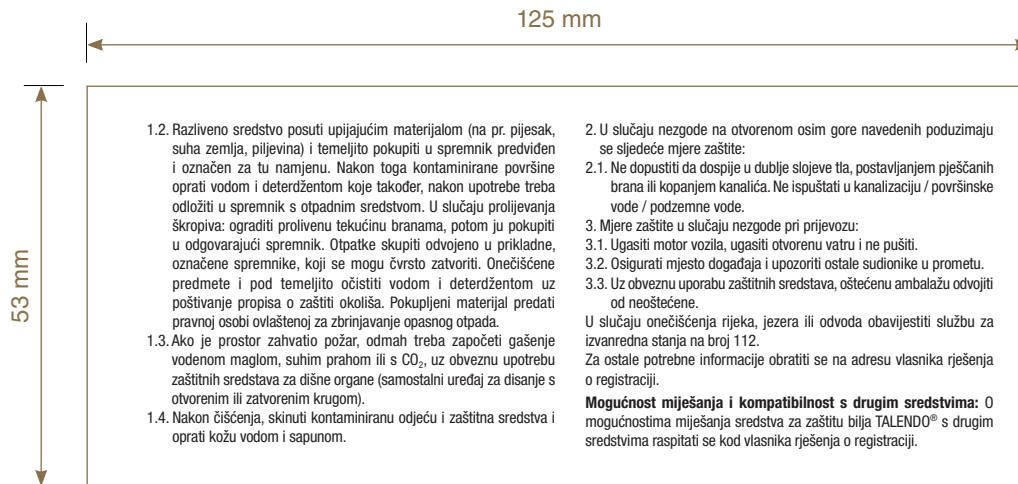 125 mm
53 mm
1.2. Razliveno sredstvo posuti upijajućim materijalom (na pr. pijesak,
suha zemlja, piljevina) i temeljito pokupiti u spremnik predviđen
i označen za tu namjenu. Nakon toga kontaminirane površine
oprati vodom i deterdžentom koje također, nakon upotrebe treba
odložiti u spremnik s otpadnim sredstvom. U slučaju prolijevanja
škropiva: ograditi prolivenu tekućinu branama, potom ju pokupiti
u odgovarajući spremnik. Otpatke skupiti odvojeno u prikladne,
označene spremnike, koji se mogu čvrsto zatvoriti. Onečišćene
predmete i pod temeljito očistiti vodom i deterdžentom uz
poštivanje propisa o zaštiti okoliša. Pokupljeni materijal predati
pravnoj osobi ovlaštenoj za zbrinjavanje opasnog otpada.
1.3. Ako je prostor zahvatio požar, odmah treba započeti gašenje
vodenom maglom, suhim prahom ili s CO₂, uz obveznu upotrebu
zaštitnih sredstava za dišne organe (samostalni uređaj za disanje s
otvorenim ili zatvorenim krugom).
1.4. Nakon čišćenja, skinuti kontaminiranu odjeću i zaštitna sredstva i
oprati kožu vodom i sapunom.
2. U slučaju nezgode na otvorenom osim gore navedenih poduzimaju
se sljedeće mjere zaštite:
2.1. Ne dopustiti da dospije u dublje slojeve tla, postavljanjem pješčanih
brana ili kopanjem kanalića. Ne ispuštati u kanalizaciju / površinske
vode / podzemne vode.
3. Mjere zaštite u slučaju nezgode pri prijevozu:
3.1. Ugasiti motor vozila, ugasiti otvorenu vatru i ne pušiti.
3.2. Osigurati mjesto događaja i upozoriti ostale sudionike u prometu.
3.3. Uz obveznu uporabu zaštitnih sredstava, oštećenu ambalažu odvojiti
od neoštećene.
U slučaju onečišćenja rijeka, jezera ili odvoda obavijestiti službu za
izvanredna stanja na broj 112.
Za ostale potrebne informacije obratiti se na adresu vlasnika rješenja
o registraciji.
Mogućnost miješanja i kompatibilnost s drugim sredstvima: O
mogućnostima miješanja sredstva za zaštitu bilja TALENDO® s drugim
sredstvima raspitati se kod vlasnika rješenja o registraciji.